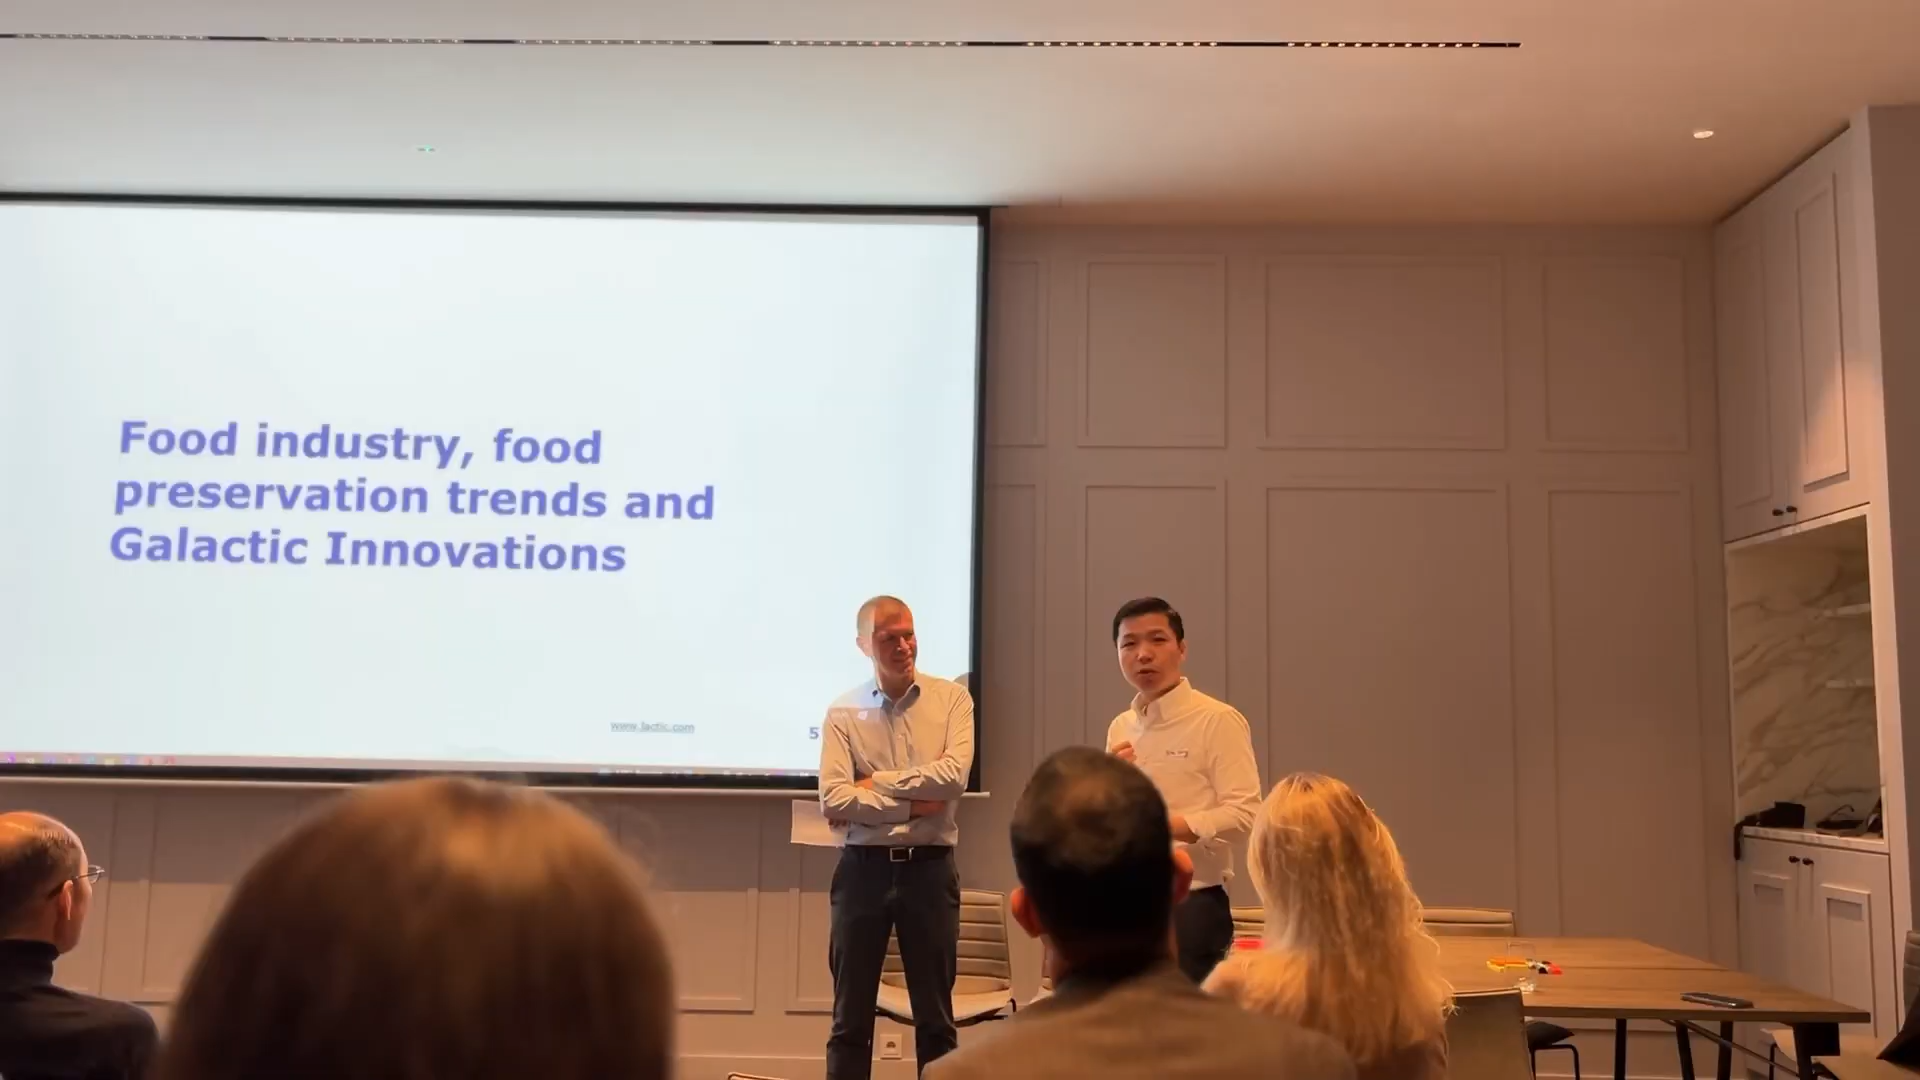 Food industry, food
preservation trends and
Galactic Innovations
www.lactic.com
5